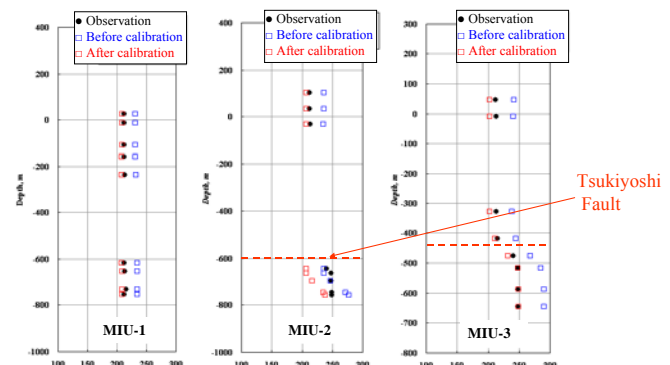 Observation
Before calibration
After calibration
Observation
Before calibration
After calibration
Observation
Before calibration
After calibration
400
200
0
-200
-400
-600
-800
-1000
Depth, m
MIU-1
100 150 200 250 300
400
200
0
-200
-400
-600
-800
-1000
Depth, m
MIU-2
100 150 200 250 300
300
200
100
0
-100
-200
-300
-400
-500
-600
-700
-800
Depth, m
MIU-3
100 150 200 250 300
Tsukiyoshi
Fault